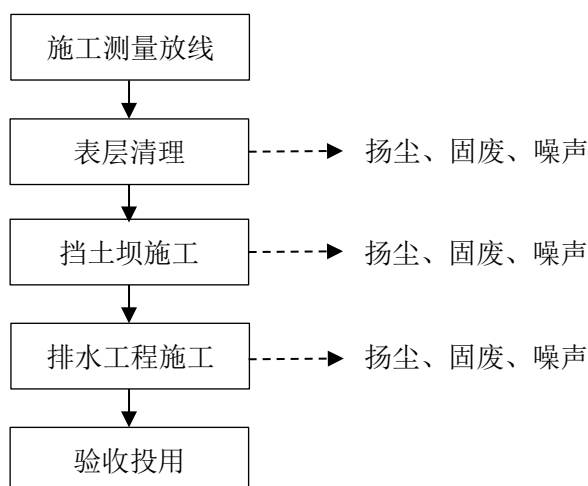 施工测量放线
表层清理
扬尘、固废、噪声
挡土坝施工
扬尘、固废、噪声
排水工程施工
扬尘、固废、噪声
验收投用